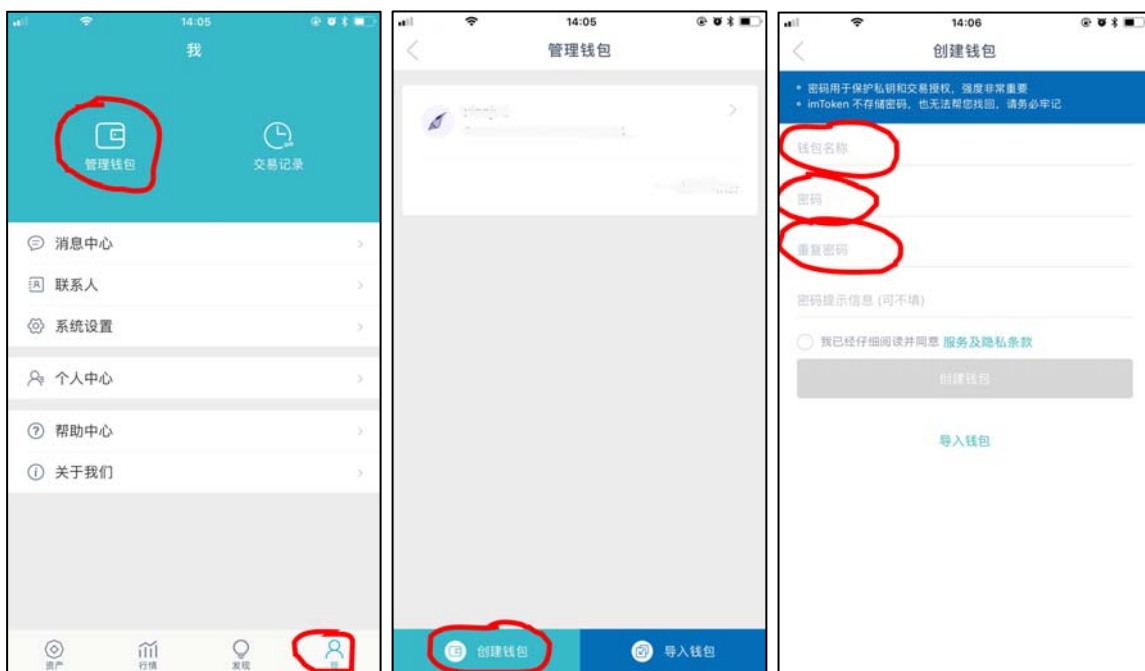 14:05
我
管理钱包
交易记录
消息中心
联系人
系统设置
个人中心
帮助中心
关于我们
资产
行情
发现
我
14:05
管理钱包
创建钱包
导入钱包
14:06
创建钱包
• 密码用于保护私钥和交易授权，强度非常重要
• imToken 不存储密码，也无法帮您找回，请务必牢记
钱包名称
密码
重复密码
密码提示信息 (可不填)
我已经仔细阅读并同意 服务及隐私条款
创建钱包
导入钱包